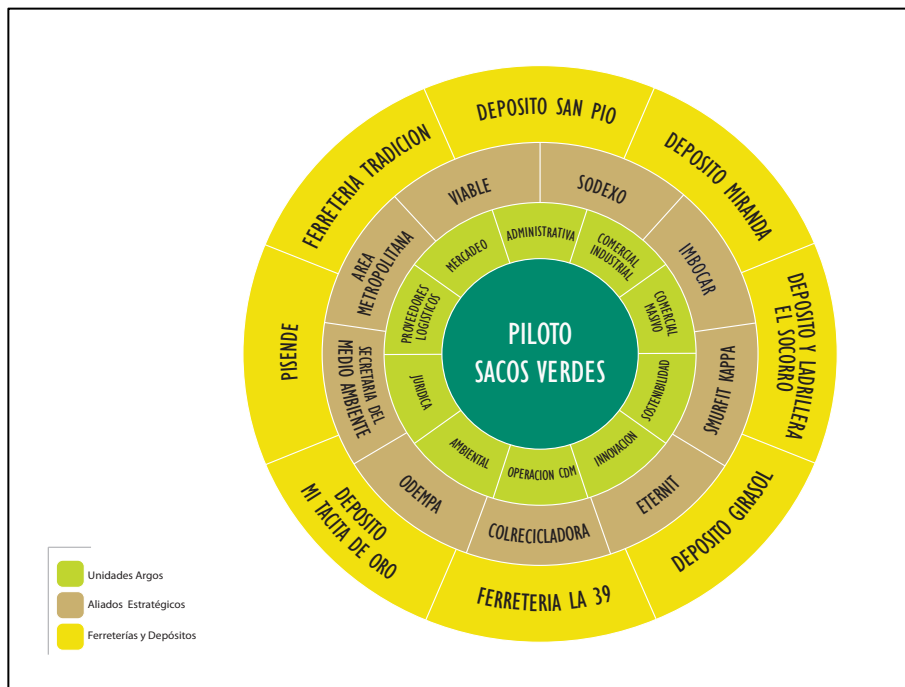 DEPOSITO SAN PIO
DEPOSITO MIRANDA
DEPOSITO Y LADRILLERA
EL SOCORRO
DEPOSITO GIRASOL
FERRETERIA LA 39
DEPOSITO
MI TACITA DE ORO
PISENDE
FERRETERIA TRADICION
VIABLE
SODEXO
IMBOCAR
SMURFIT KAPPA
ETERNIT
COLRECICLADORA
ODEMPA
SECRETARIA DEL
MEDIO AMBIENTE
AREA
METROPOLITANA
MERCADEO
ADMINISTRATIVA
COMERCIAL
INDUSTRIAL
COMERCIAL
MASIVO
SOSTENIBILIDAD
INNOVACION
OPERACION CDM
AMBIENTAL
JURIDICA
PROVEEDORES
LOGISTICOS
PILOTO
SACOS VERDES
Unidades Argos
Aliados Estratégicos
Ferreterías y Depósitos